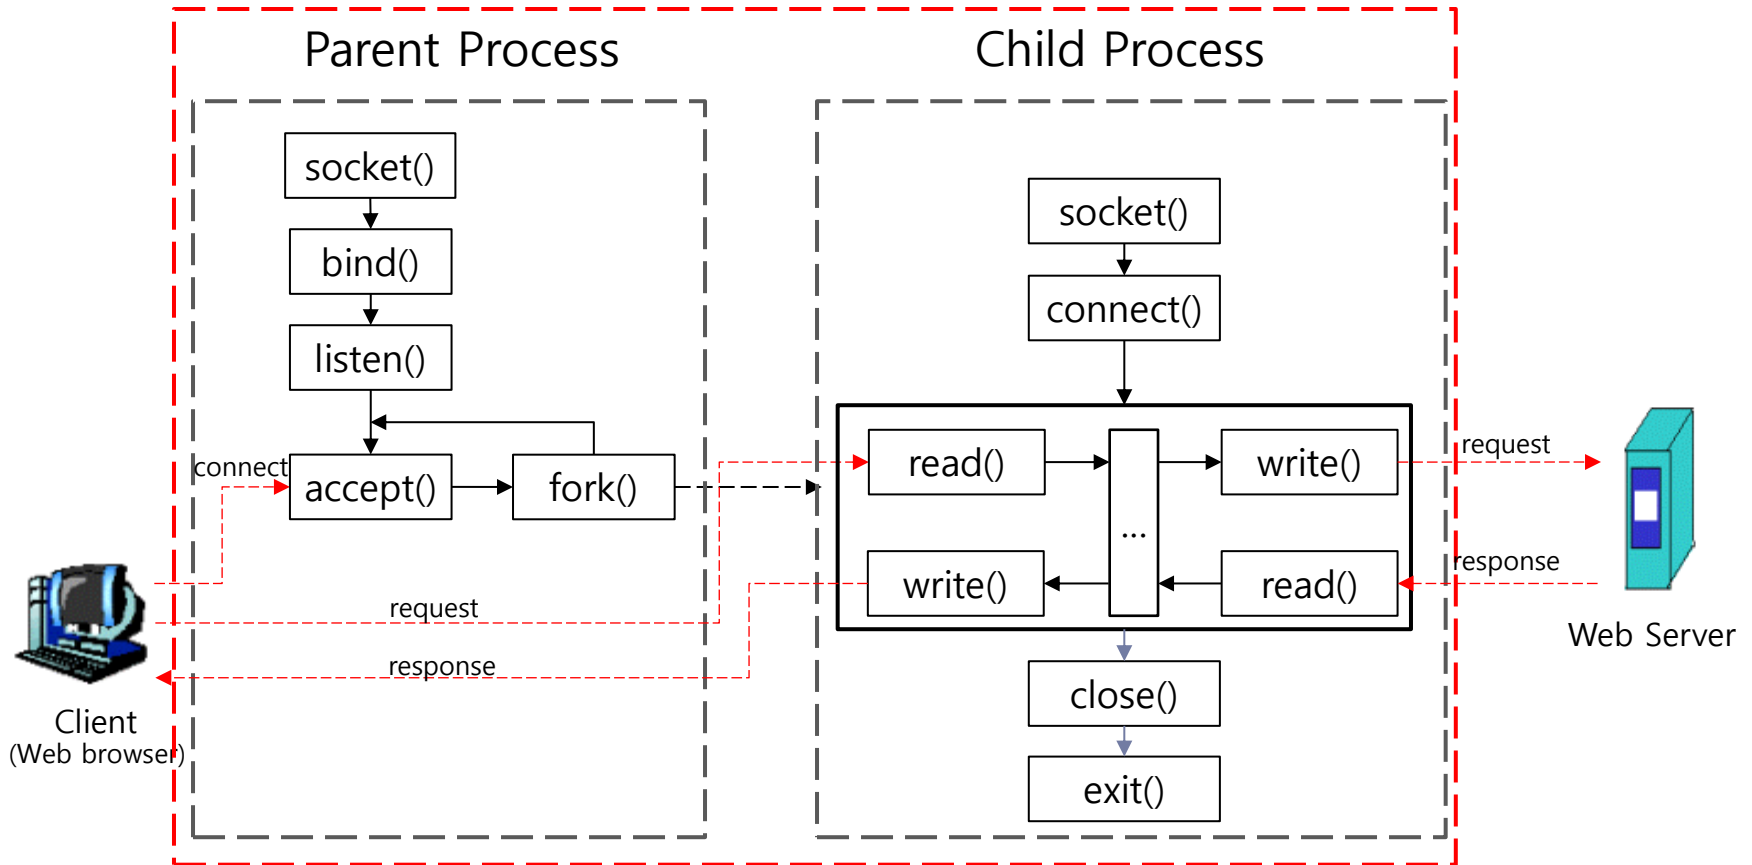 Parent Process
Child Process
socket()
bind()
listen()
connect
accept()
fork()
socket()
connect()
read()
...
write()
write()
read()
close()
exit()
request
response
request
response
Client
(Web browser)
Web Server